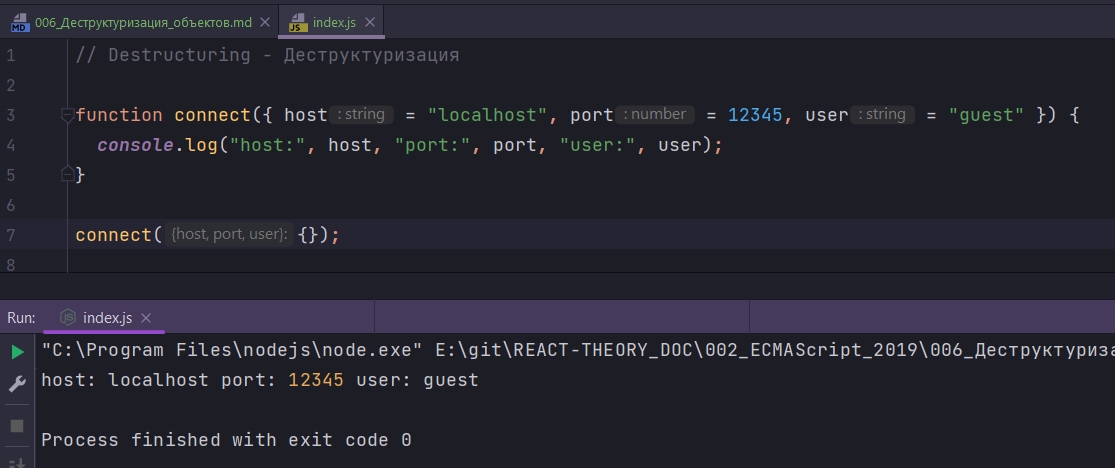 006_Деструктуризация_объектов.md index.js
MD JS
1 // Destructuring - Деструктуризация
2
3 function connect({ host : string = "localhost", port : number = 12345, user : string = "guest" }) {
4 console.log("host:", host, "port:", port, "user:", user);
5 }
6
7 connect( {host, port, user}: {});
8
Run: index.js
"C:\Program Files\nodejs\node.exe" E:\git\REACT-THEORY_DOC\002_ECMAScript_2019\006_Деструктуриза
host: localhost port: 12345 user: guest
Process finished with exit code 0